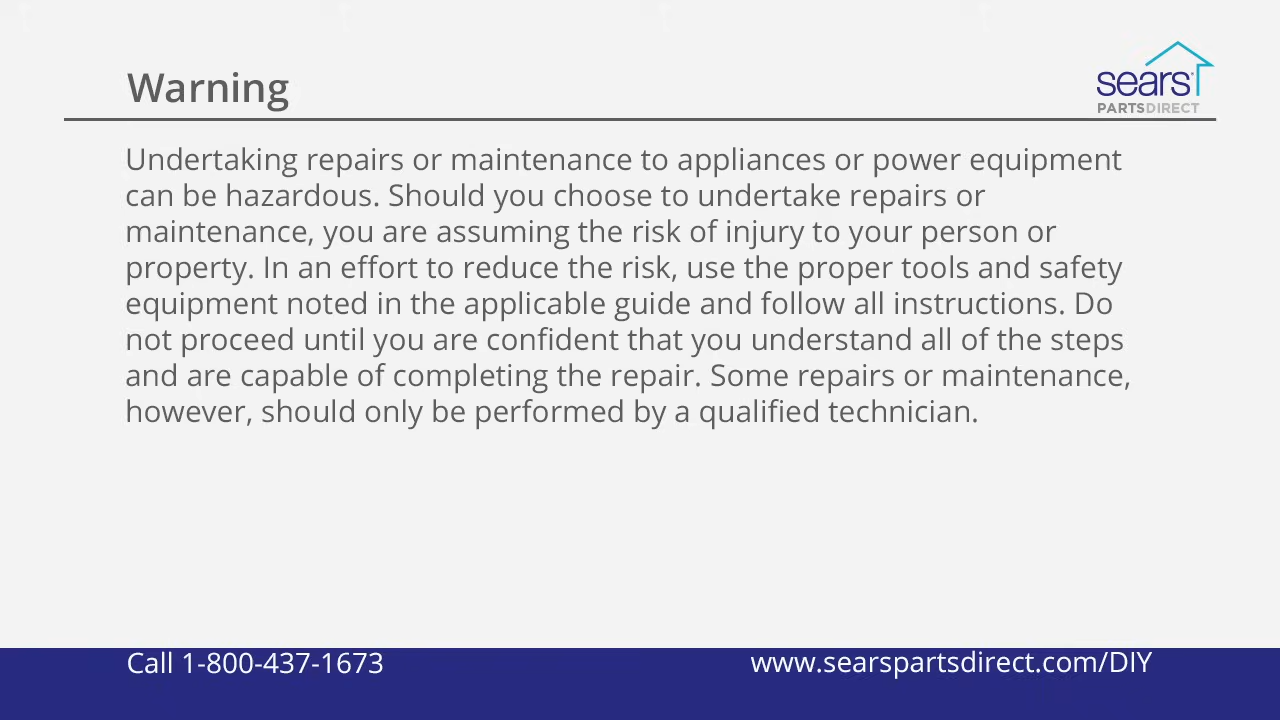 Warning
sears
PARTSDIRECT
Undertaking repairs or maintenance to appliances or power equipment
can be hazardous. Should you choose to undertake repairs or
maintenance, you are assuming the risk of injury to your person or
property. In an effort to reduce the risk, use the proper tools and safety
equipment noted in the applicable guide and follow all instructions. Do
not proceed until you are confident that you understand all of the steps
and are capable of completing the repair. Some repairs or maintenance,
however, should only be performed by a qualified technician.
Call 1-800-437-1673
www.searspartsdirect.com/DIY